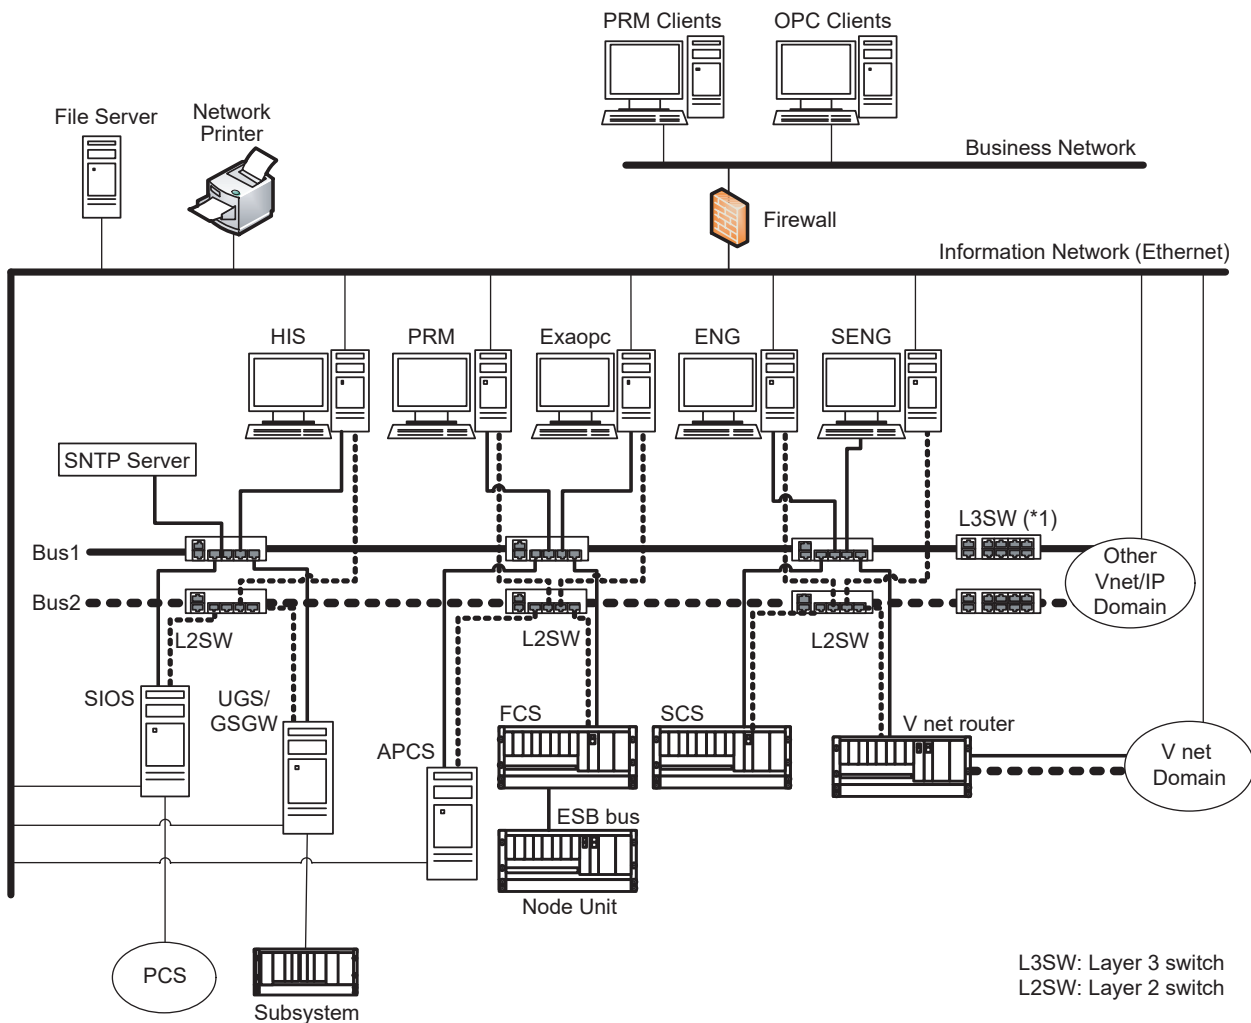 PRM Clients
OPC Clients
File Server
Network
Printer
Business Network
Firewall
Information Network (Ethernet)
HIS
PRM
Exaopc
ENG
SENG
SNTP Server
L3SW (*1)
Bus1
Other
Vnet/IP
Domain
Bus2
L2SW
L2SW
L2SW
SIOS
UGS/
GSGW
APCS
FCS
SCS
V net router
V net
Domain
ESB bus
Node Unit
PCS
Subsystem
L3SW: Layer 3 switch
L2SW: Layer 2 switch